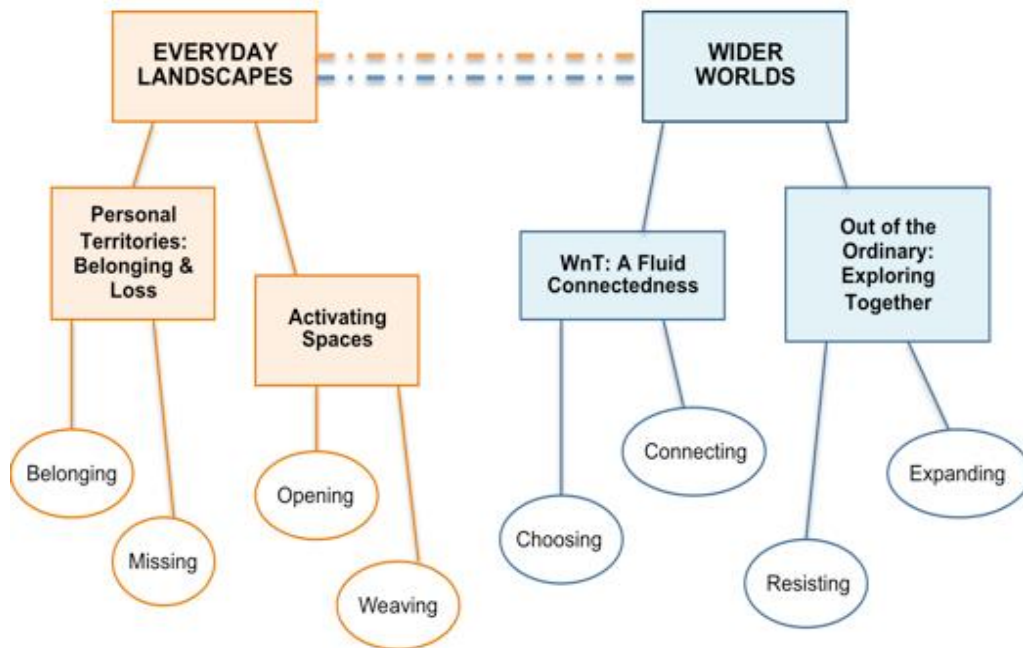 EVERYDAY
LANDSCAPES
WIDER
WORLDS
Personal
Territories:
Belonging &
Loss
Activating
Spaces
WnT: A Fluid
Connectedness
Out of the
Ordinary:
Exploring
Together
Belonging
Missing
Opening
Weaving
Choosing
Connecting
Resisting
Expanding